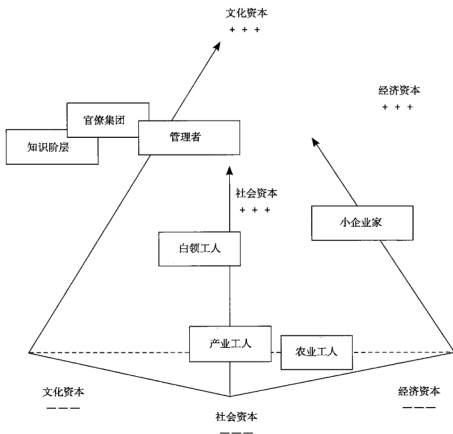 文化资本
+ + +
经济资本
+ + +
官僚集团
管理者
知识阶层
社会资本
+ + +
小企业家
白领工人
产业工人
农业工人
文化资本
— — —
经济资本
— — —
社会资本
— — —